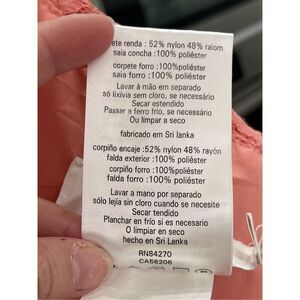 ete renda : 52% nylon 48% raiom
saia concha :100% poliéster
corpete forro :100%poliéster
saia forro :100% poliéster
Lavar à mão em separado
só lixivia sem cloro, se necessário
Secar estendido
Passar a ferro frio, se necessário
Ou limpar a seco
fabricado em Sri lanka
corpiño encaje :52% nylon 48% rayón
falda exterior :100% poliéster
corpiño forro :100%poliéster
falda forro :100% poliéster
Lavar a mano por separado
sólo lejía sin cloro cuando se necesite
Secar tendido
Planchar en frío si es necesario
O limpiar en seco
hecho en Sri Lanka
RN84270
CA56206